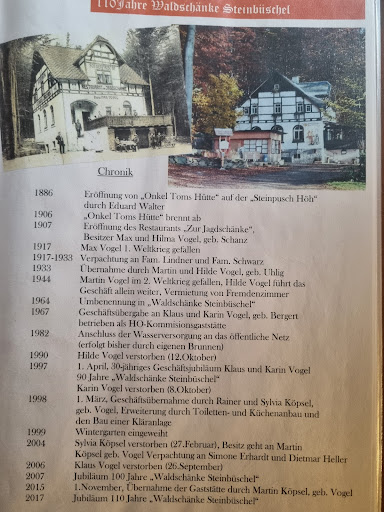 110Jahre Waldschänke Steinbüschel
Chronik
1886 Eröffnung von „Onkel Toms Hütte" auf der „Steinpusch Höh"
durch Eduard Walter
1906 „Onkel Toms Hütte" brennt ab
1907 Eröffnung des Restaurants „Zur Jagdschänke",
Besitzer Max und Hilma Vogel, geb. Schanz
1917 Max Vogel 1. Weltkrieg gefallen
1917-1933 Verpachtung an Fam. Lindner und Fam. Schwarz
1933 Übernahme durch Martin und Hilde Vogel, geb. Uhlig
1944 Martin Vogel im 2. Weltkrieg gefallen, Hilde Vogel führt das
Geschäft allein weiter, Vermietung von Fremdenzimmer
1964 Umbenennung in „Waldschänke Steinbüschel"
1967 Geschäftsübergabe an Klaus und Karin Vogel, geb. Bergert
betrieben als HO-Kommisionsgaststätte
1982 Anschluss der Wasserversorgung an das öffentliche Netz
(erfolgt bisher durch eigenen Brunnen)
1990 Hilde Vogel verstorben (12.Oktober)
1997 1. April, 30-jähriges Geschäftsjubiläum Klaus und Karin Vogel
90 Jahre „Waldschänke Steinbüschel"
Karin Vogel verstorben (8.Oktober)
1998 1. März, Geschäftsübernahme durch Rainer und Sylvia Köpsel,
geb. Vogel, Erweiterung durch Toiletten- und Küchenanbau und
den Bau einer Kläranlage
1999 Wintergarten eingeweiht
2004 Sylvia Köpsel verstorben (27.Februar), Besitz geht an Martin
Köpsel geb. Vogel Verpachtung an Simone Erhardt und Dietmar Heller
2006 Klaus Vogel verstorben (26.September)
2007 Jubiläum 100 Jahre „Waldschänke Steinbüschel"
2015 1.November, Übernahme der Gaststätte durch Martin Köpsel, geb. Vogel
2017 Jubiläum 110 Jahre „Waldschänke Steinbüschel"